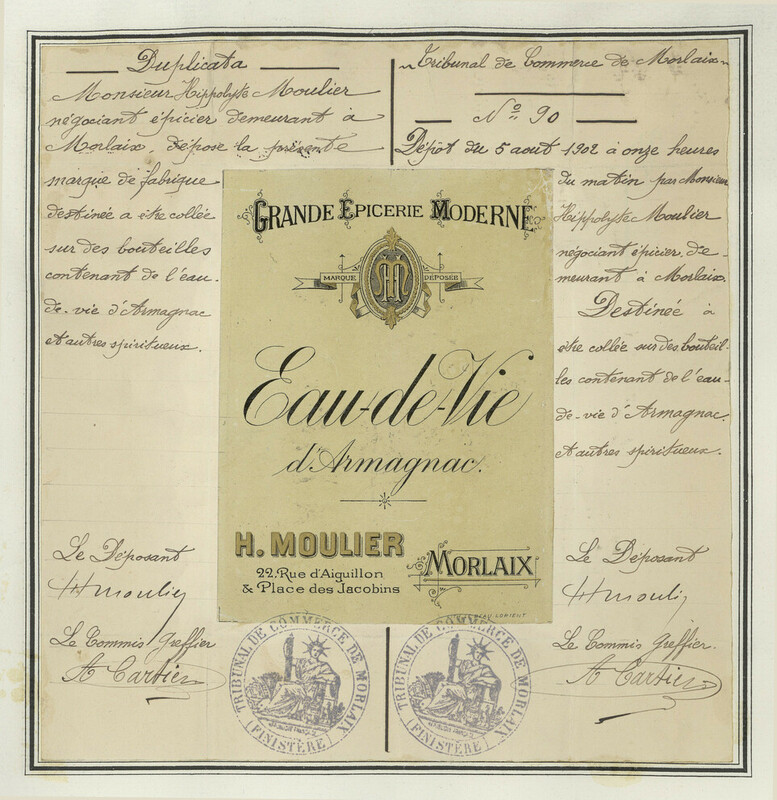 Duplicata
Monsieur Hippolyte Moulier
négociant épicier demeurant à
Morlaix, dépose la présente
marque de fabrique
destinée a être collée
sur des bouteilles
contenant de l'eau-
de-vie d'Armagnac
et autres spiritueux.
Le Déposant
H Moulier
Le Commis Greffier
A Cartier
GRANDE EPICERIE MODERNE
MARQUE DÉPOSÉE
HM
Eau-de-Vie
d'Armagnac.
H. MOULIER
22, Rue d'Aiguillon
& Place des Jacobins
MORLAIX
TRIBUNAL DE COMMERCE DE MORLAIX
(FINISTÈRE)
TRIBUNAL DE COMMERCE DE MORLAIX
(FINISTÈRE)
Tribunal de Commerce de Morlaix
No 90
Dépôt du 5 aout 1902 à onze heures
du matin par Monsieur
Hippolyte Moulier
négociant épicier, de-
meurant à Morlaix.
Destinée à
être collée sur des bouteil-
les contenant de l'eau-
de-vie d'Armagnac.
et autres spiritueux.
Le Déposant
H Moulier
Le Commis Greffier.
A Cartier